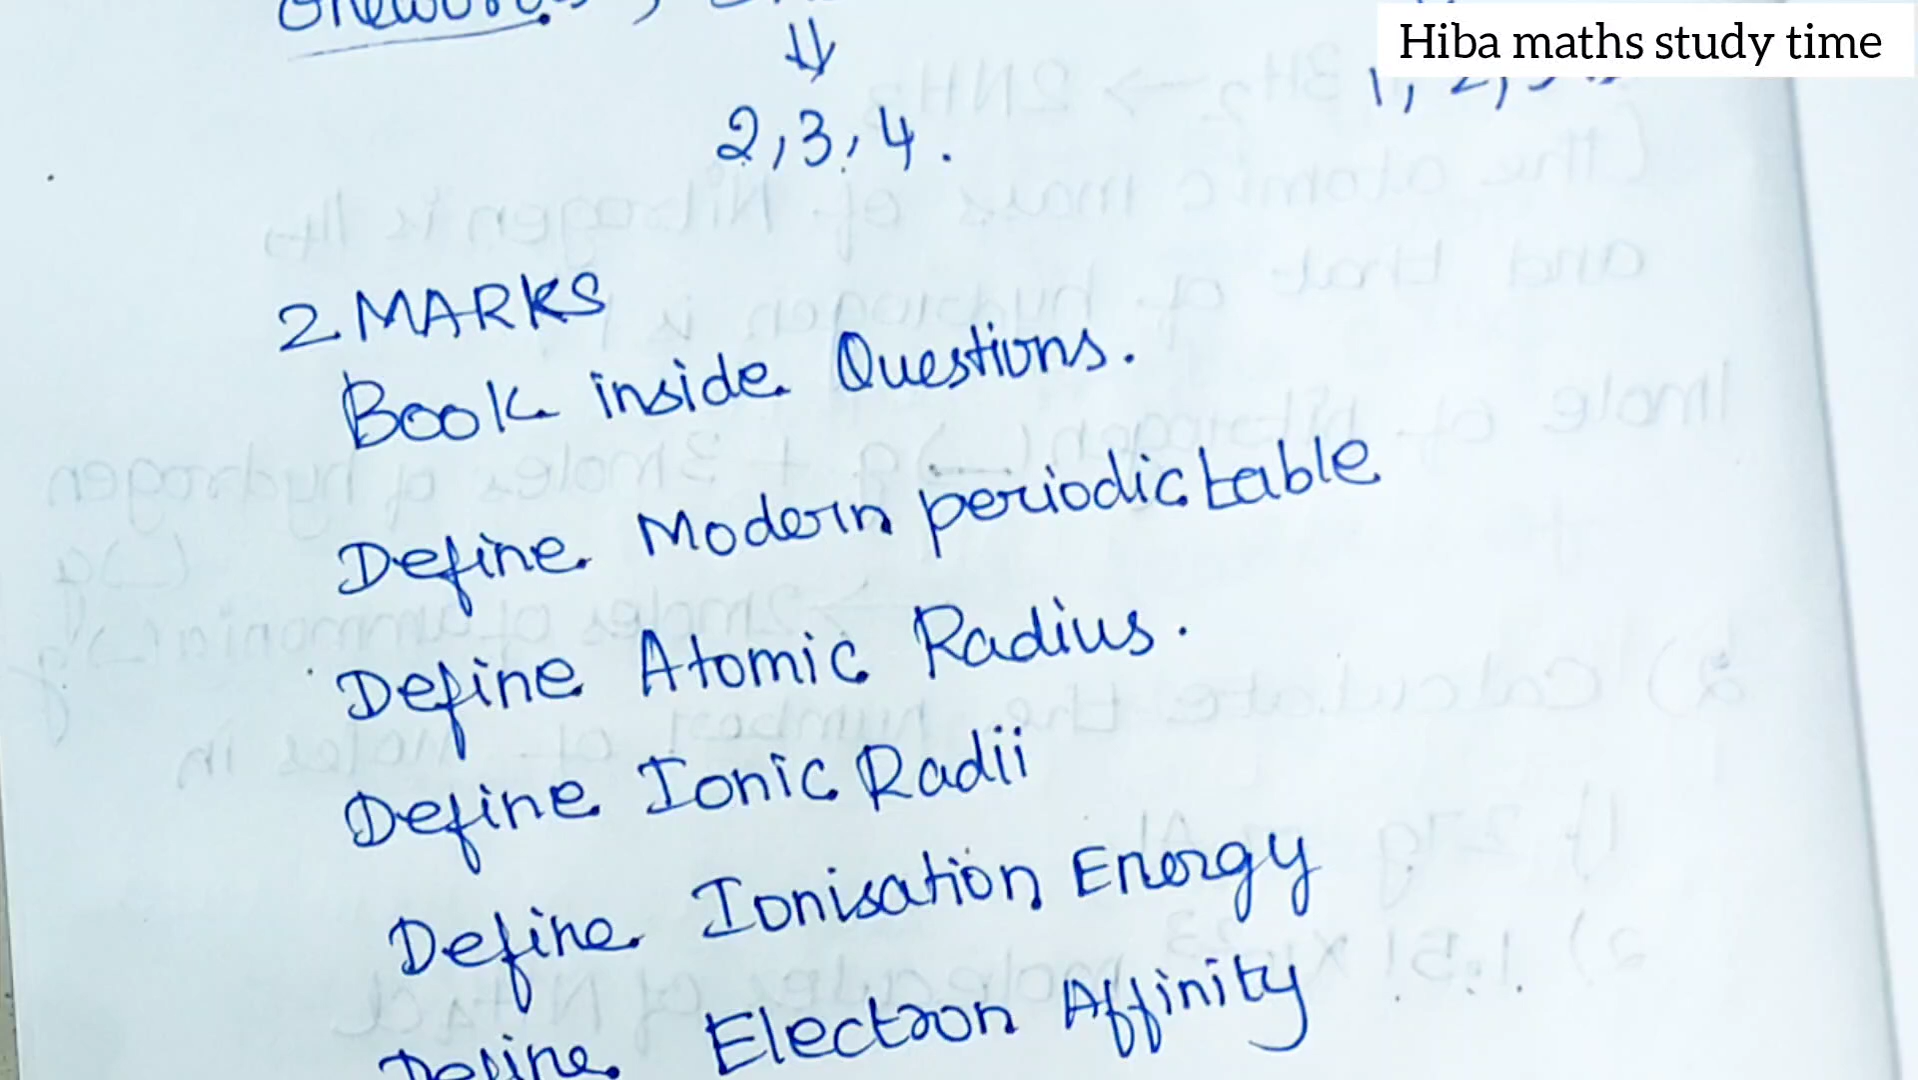 Hiba maths study time
2,3,4.
2 MARKS
Book inside Questions.
Define Modern periodic table
Define Atomic Radius.
Define Ionic Radii
Define Ionisation Energy
Define Electron Affinity